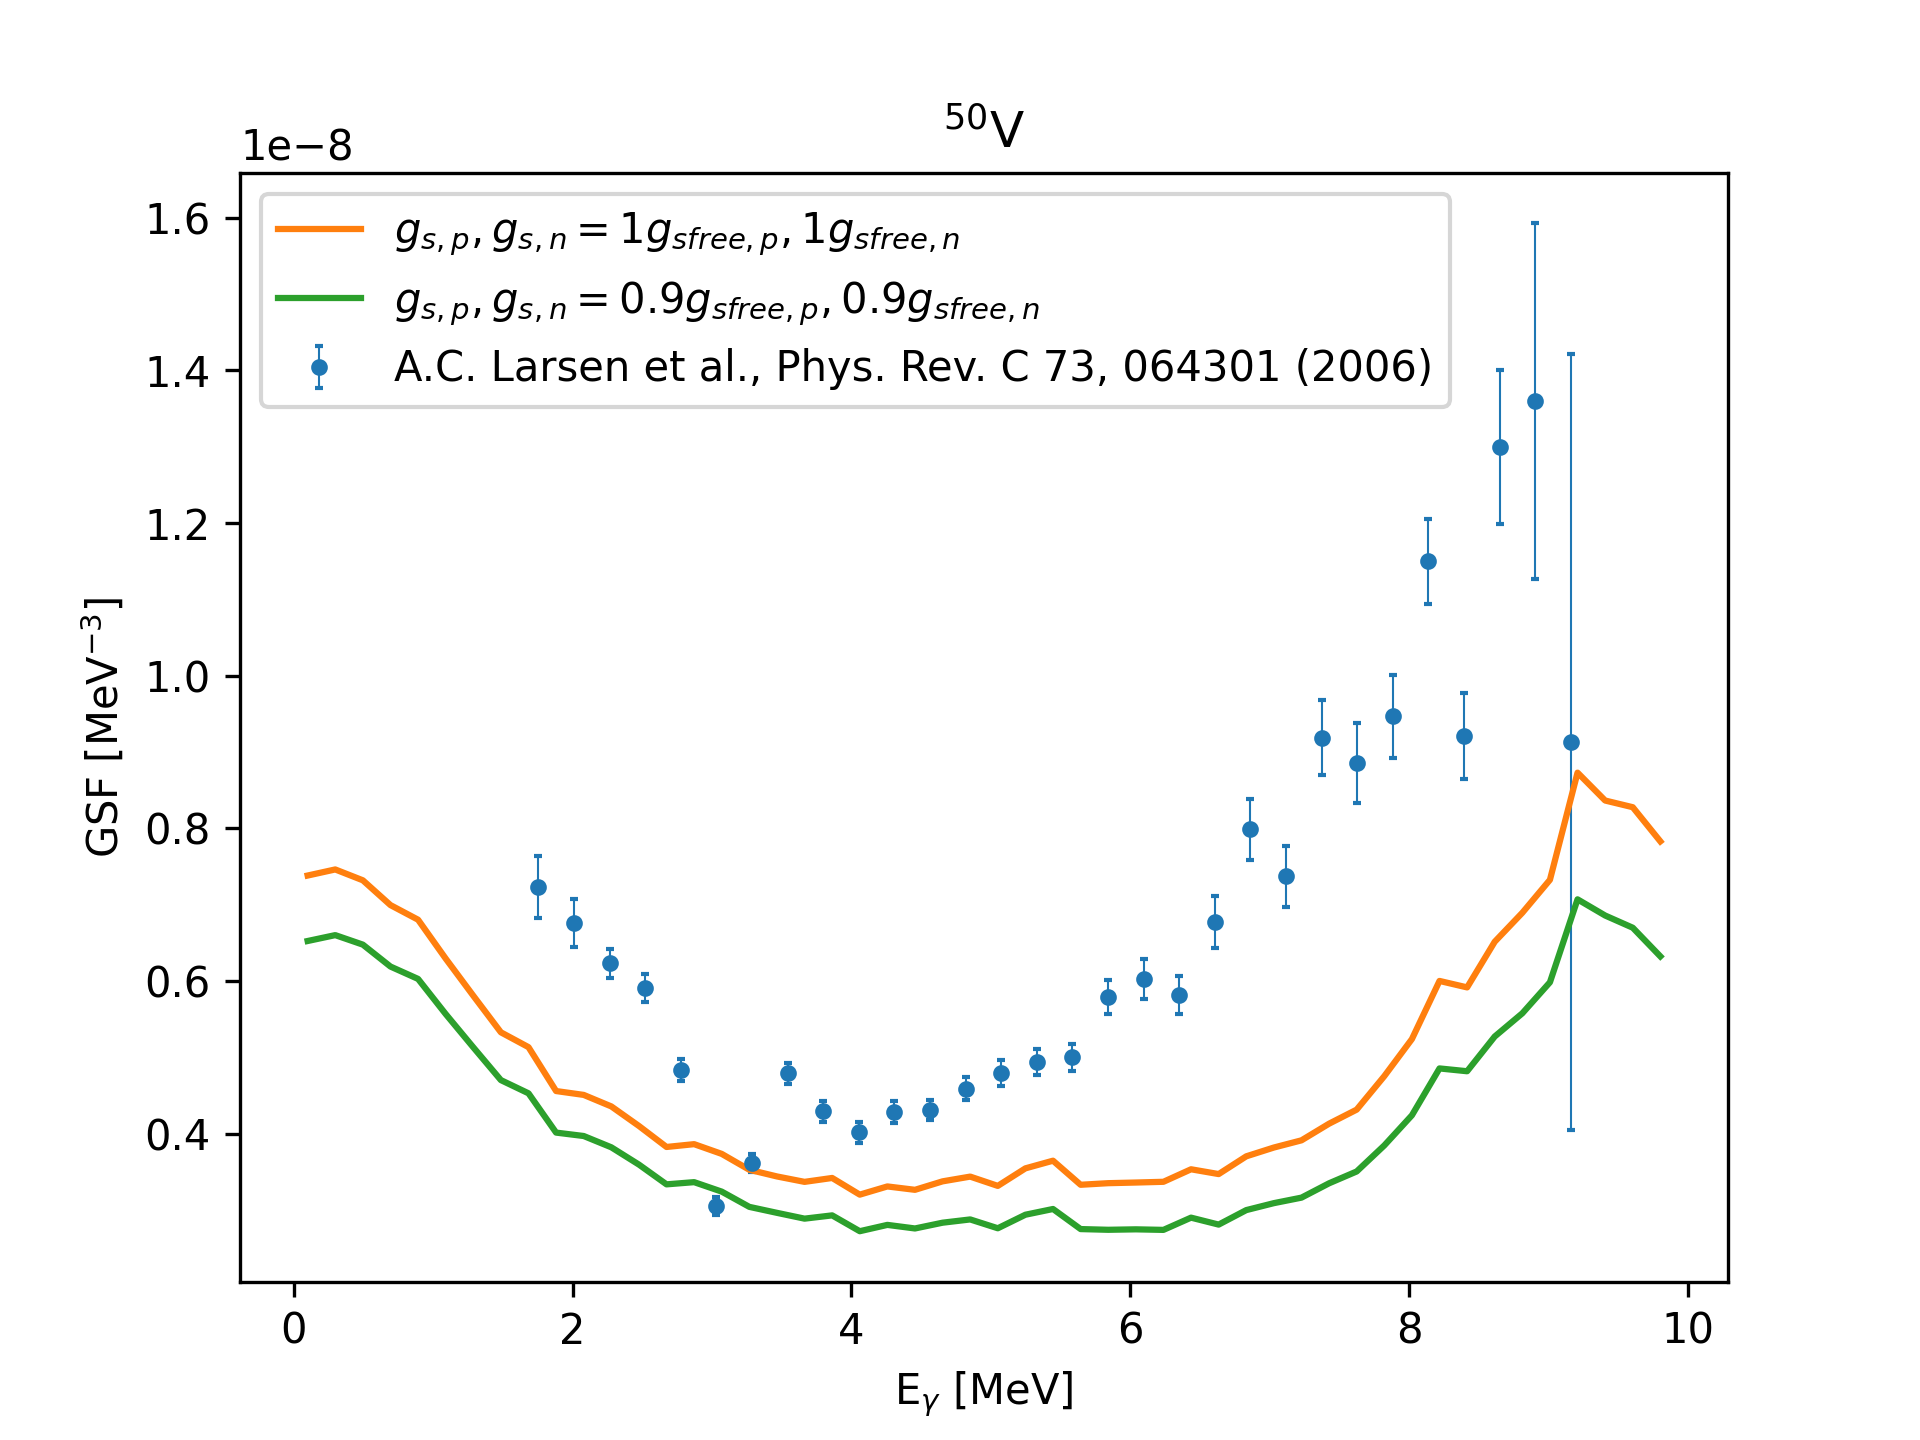 ⁵⁰V
1e−8
g_{s,p}, g_{s,n} = 1g_{sfree,p}, 1g_{sfree,n}
g_{s,p}, g_{s,n} = 0.9g_{sfree,p}, 0.9g_{sfree,n}
A.C. Larsen et al., Phys. Rev. C 73, 064301 (2006)
1.6
1.4
1.2
1.0
0.8
0.6
0.4
GSF [MeV⁻³]
0 2 4 6 8 10
E_γ [MeV]